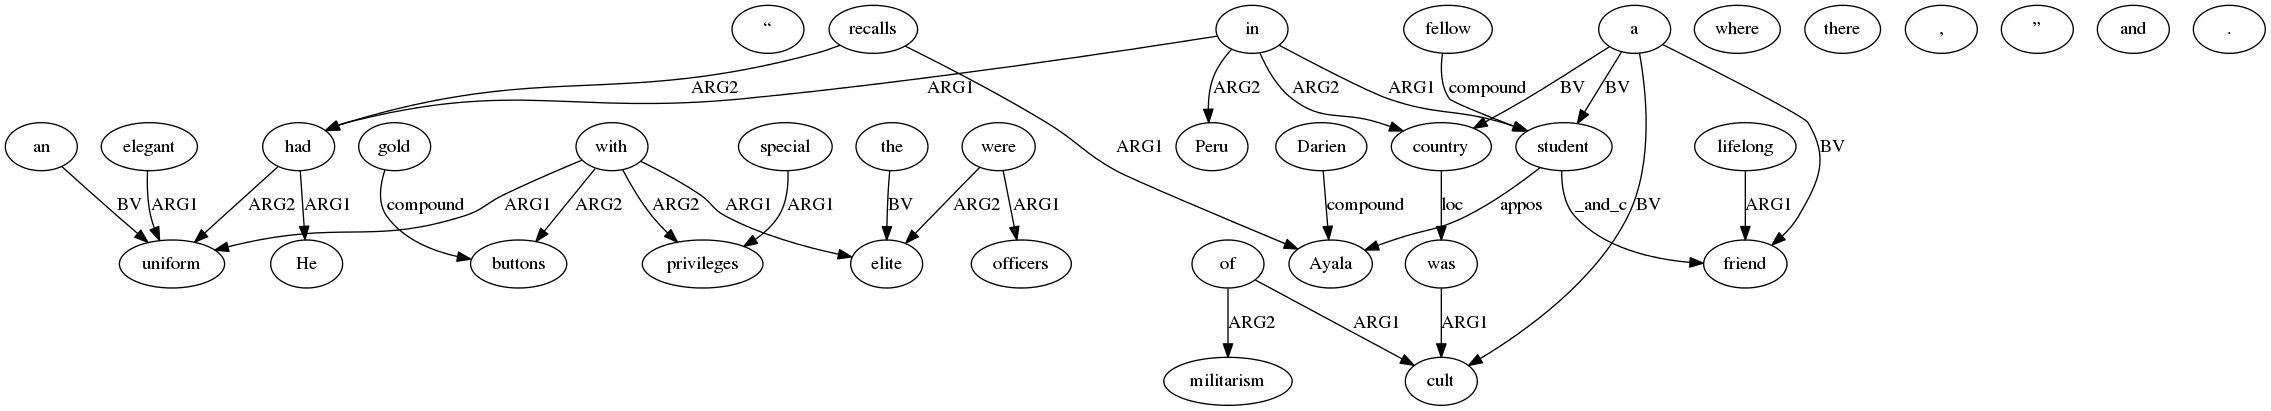 “ recalls in fellow a where there , ” and .
ARG2 ARG1 ARG2 ARG2 ARG1 compound BV BV
an elegant had gold with special the were Peru Darien country student lifelong
ARG1 BV
BV ARG1 ARG2 ARG1 compound ARG1 ARG2 ARG2 ARG1 ARG1 BV ARG2 ARG1 compound loc appos _and_c BV ARG1
uniform He buttons privileges elite officers of Ayala was friend
ARG2 ARG1 ARG1
militarism cult